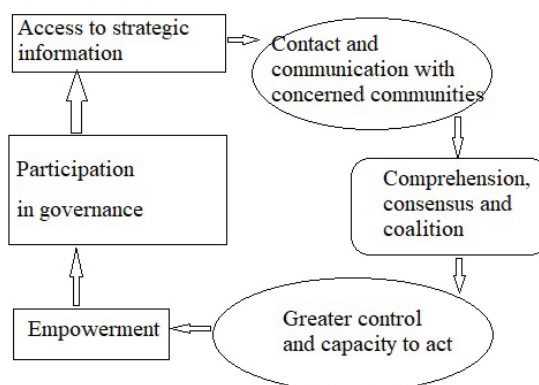 Access to strategic
information
Contact and
communication with
concerned communities
Comprehension,
consensus and
coalition
Greater control
and capacity to act
Empowerment
Participation
in governance